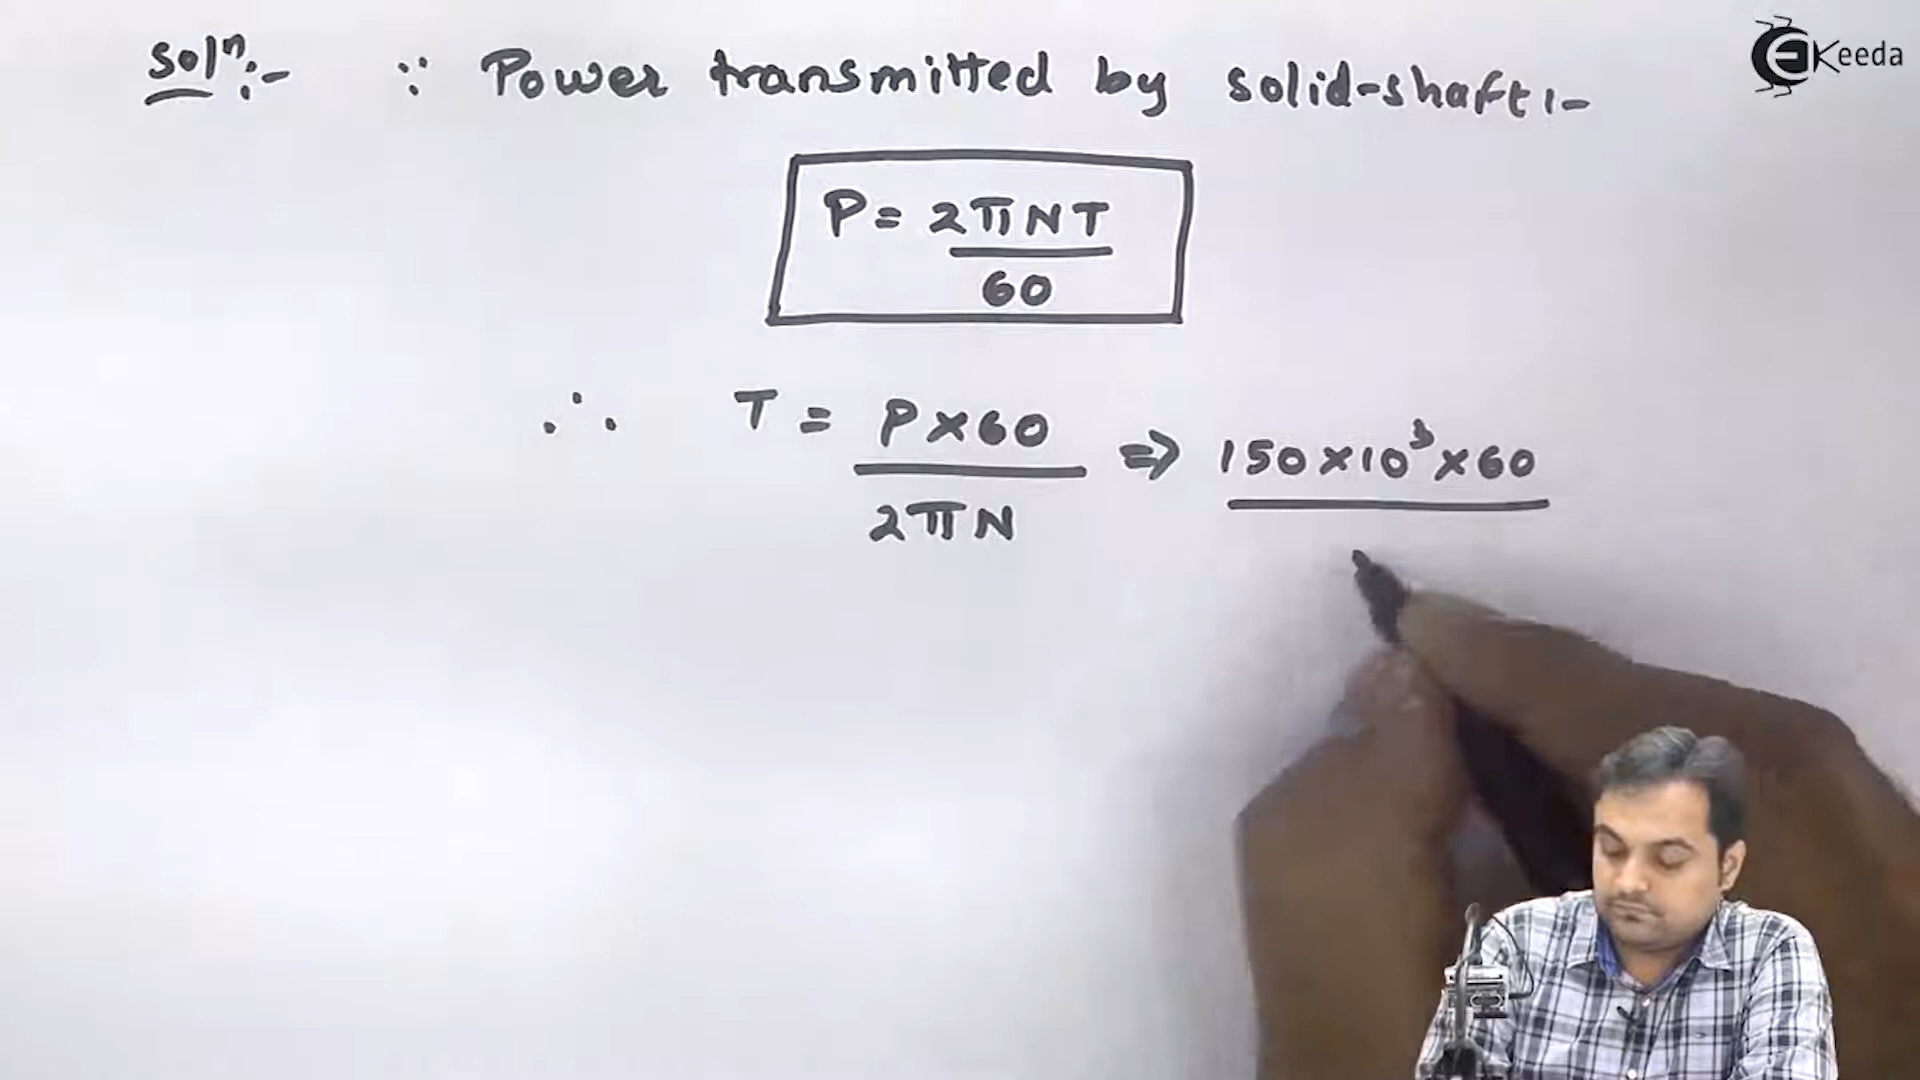 Solⁿ:- ∵ Power transmitted by solid-shaft:-
P = 2πNT
60
∴ T = P×60 ⇒ 150×10³×60
2πN
EKeeda